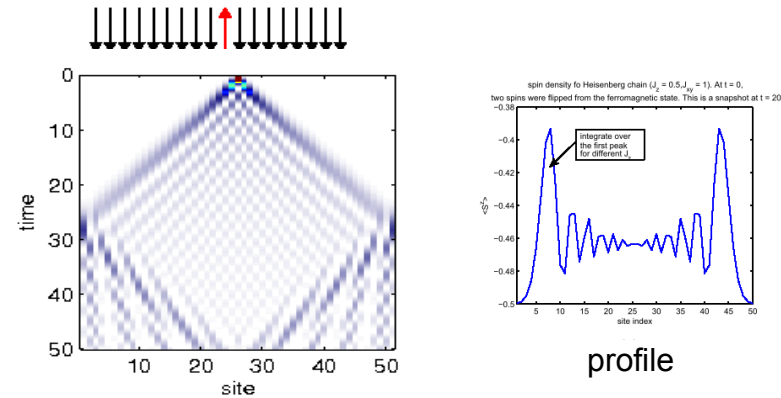 0
10
20
30
40
50
time
10
20
30
40
50
site
spin density fo Heisenberg chain (J_z = 0.5,J_xy = 1). At t = 0,
two spins were flipped from the ferromagnetic state. This is a snapshot at t = 20
−0.38
−0.4
−0.42
−0.44
−0.46
−0.48
−0.5
<S^z>
integrate over
the first peak
for different J_z
5
10
15
20
25
30
35
40
45
50
site index
profile